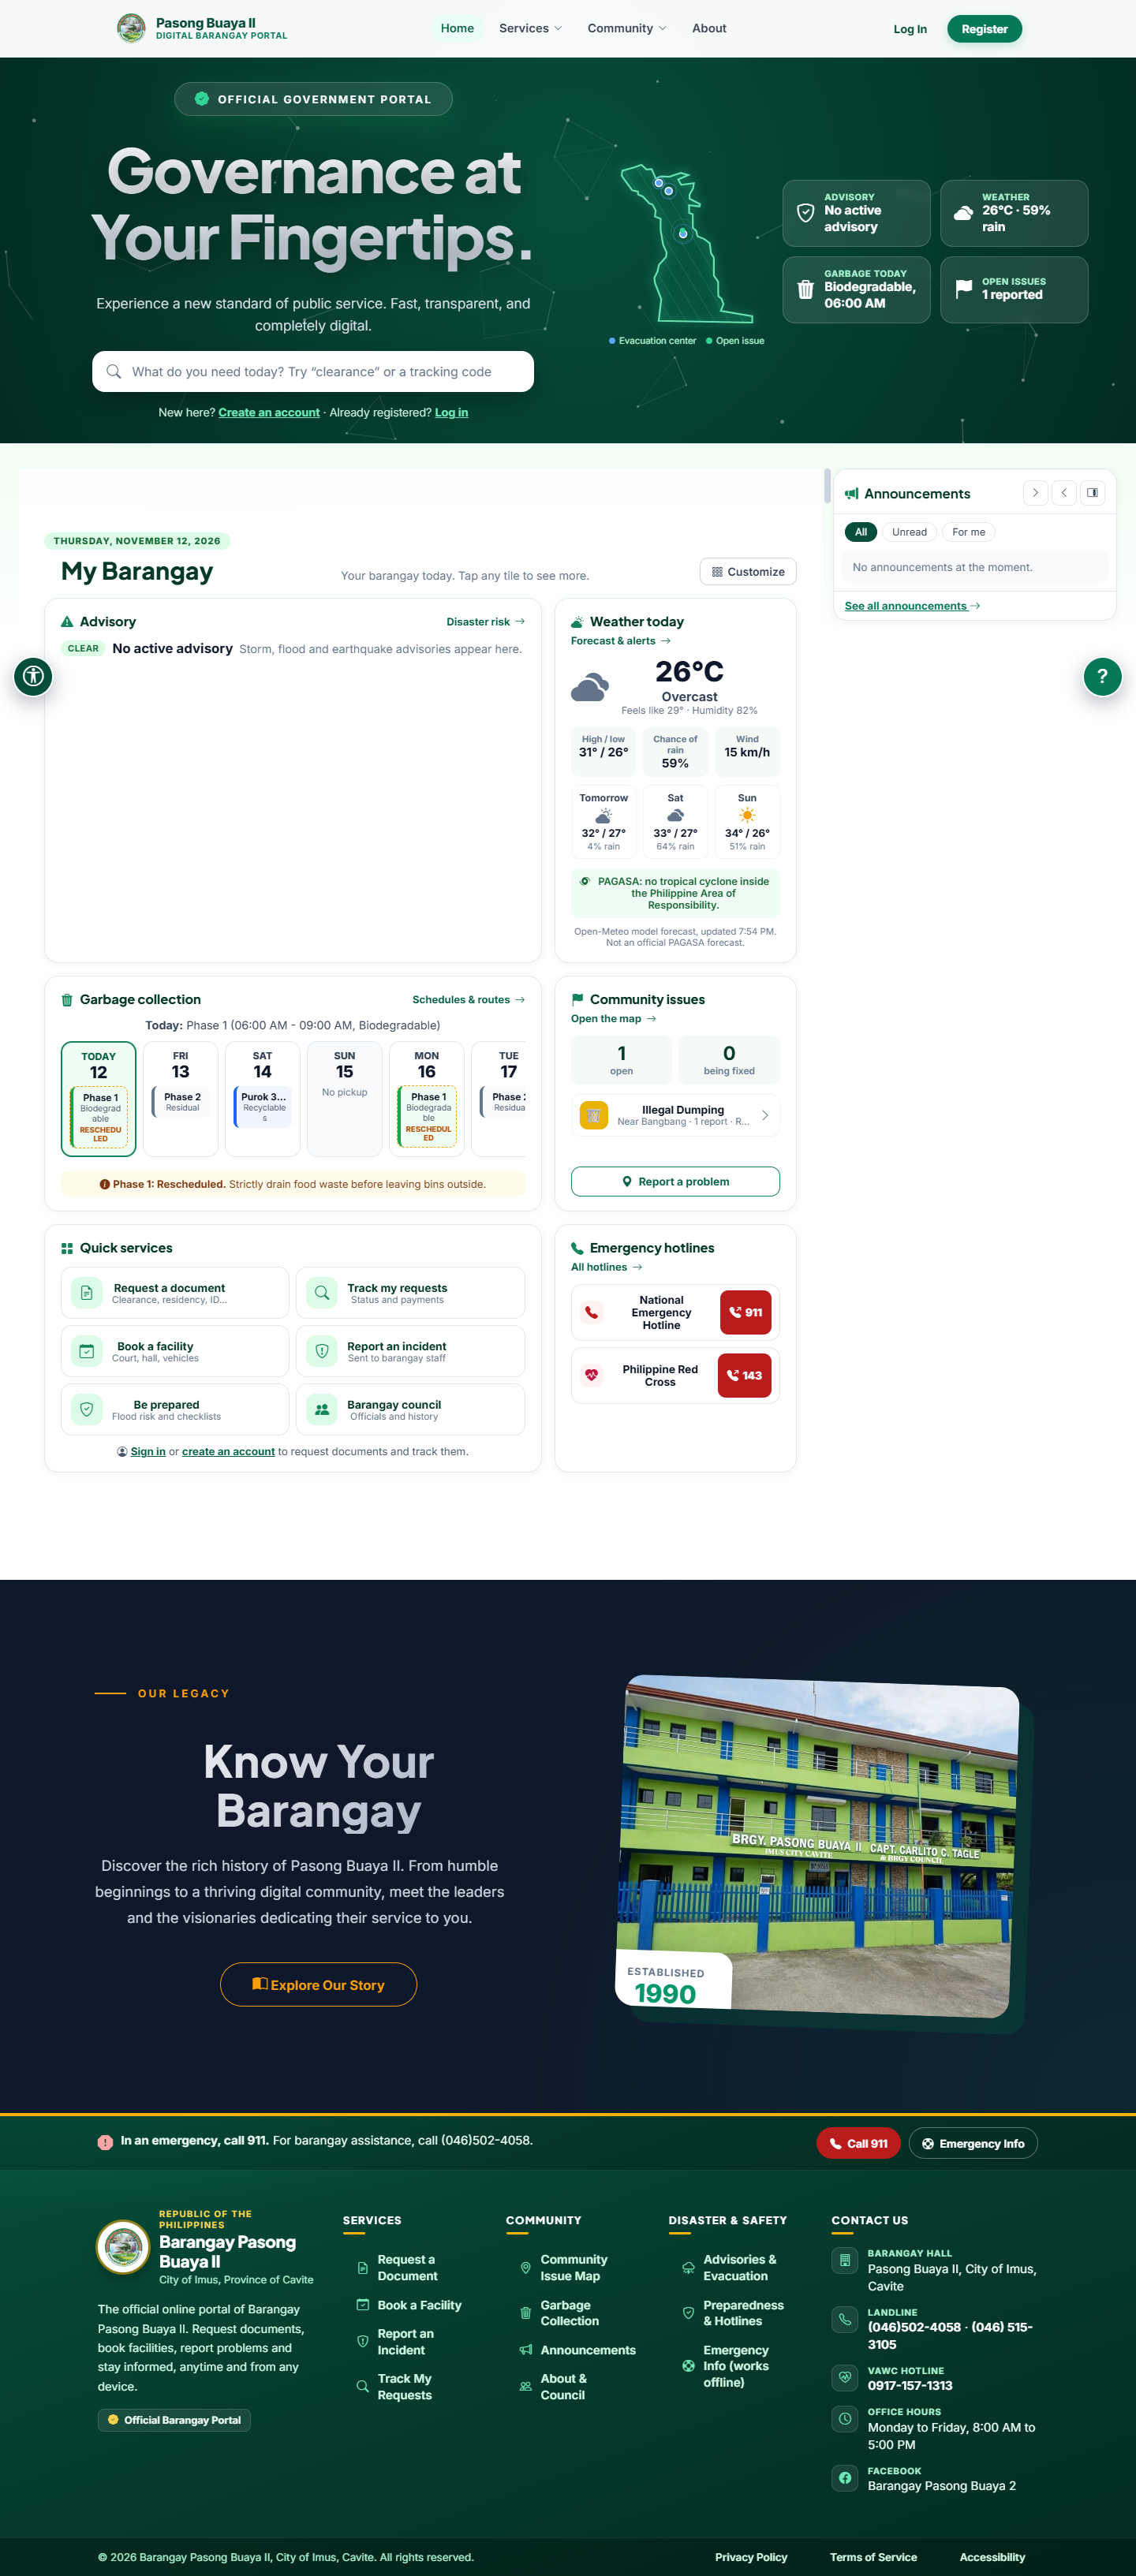 Pasong Buaya II
DIGITAL BARANGAY PORTAL
Home
Services
Community
About
Log In
Register
OFFICIAL GOVERNMENT PORTAL
Governance at
Your Fingertips.
Experience a new standard of public service. Fast, transparent, and
completely digital.
What do you need today? Try “clearance” or a tracking code
New here? Create an account · Already registered? Log in
Evacuation center
Open issue
ADVISORY
No active
advisory
WEATHER
26°C · 59%
rain
GARBAGE TODAY
Biodegradable,
06:00 AM
OPEN ISSUES
1 reported
Announcements
All
Unread
For me
No announcements at the moment.
See all announcements
THURSDAY, NOVEMBER 12, 2026
My Barangay
Your barangay today. Tap any tile to see more.
Customize
Advisory
Disaster risk
CLEAR
No active advisory
Storm, flood and earthquake advisories appear here.
?
Weather today
Forecast & alerts
26°C
Overcast
Feels like 29° · Humidity 82%
High / low
31° / 26°
Chance of
rain
59%
Wind
15 km/h
Tomorrow
32° / 27°
4% rain
Sat
33° / 27°
64% rain
Sun
34° / 26°
51% rain
PAGASA: no tropical cyclone inside
the Philippine Area of
Responsibility.
Open-Meteo model forecast, updated 7:54 PM.
Not an official PAGASA forecast.
Garbage collection
Schedules & routes
Today: Phase 1 (06:00 AM - 09:00 AM, Biodegradable)
TODAY
12
Phase 1
Biodegrad
able
RESCHEDU
LED
FRI
13
Phase 2
Residual
SAT
14
Purok 3...
Recyclable
s
SUN
15
No pickup
MON
16
Phase 1
Biodegrada
ble
RESCHEDUL
ED
TUE
17
Phase 2
Residua
Phase 1: Rescheduled. Strictly drain food waste before leaving bins outside.
Community issues
Open the map
1
open
0
being fixed
Illegal Dumping
Near Bangbang · 1 report · R...
Report a problem
Quick services
Request a document
Clearance, residency, ID...
Track my requests
Status and payments
Book a facility
Court, hall, vehicles
Report an incident
Sent to barangay staff
Be prepared
Flood risk and checklists
Barangay council
Officials and history
Sign in or create an account to request documents and track them.
Emergency hotlines
All hotlines
National
Emergency
Hotline
911
Philippine Red
Cross
143
OUR LEGACY
Know Your
Barangay
Discover the rich history of Pasong Buaya II. From humble
beginnings to a thriving digital community, meet the leaders
and the visionaries dedicating their service to you.
Explore Our Story
BRGY. PASONG BUAYA II
IMUS CITY CAVITE
CAPT. CARLITO C. TAGLE
& BRGY COUNCIL
ESTABLISHED
1990
In an emergency, call 911. For barangay assistance, call (046)502-4058.
Call 911
Emergency Info
REPUBLIC OF THE
PHILIPPINES
Barangay Pasong
Buaya II
City of Imus, Province of Cavite
The official online portal of Barangay
Pasong Buaya II. Request documents,
book facilities, report problems and
stay informed, anytime and from any
device.
Official Barangay Portal
SERVICES
Request a
Document
Book a Facility
Report an
Incident
Track My
Requests
COMMUNITY
Community
Issue Map
Garbage
Collection
Announcements
About &
Council
DISASTER & SAFETY
Advisories &
Evacuation
Preparedness
& Hotlines
Emergency
Info (works
offline)
CONTACT US
BARANGAY HALL
Pasong Buaya II, City of Imus,
Cavite
LANDLINE
(046)502-4058 · (046) 515-
3105
VAWC HOTLINE
0917-157-1313
OFFICE HOURS
Monday to Friday, 8:00 AM to
5:00 PM
FACEBOOK
Barangay Pasong Buaya 2
© 2026 Barangay Pasong Buaya II, City of Imus, Cavite. All rights reserved.
Privacy Policy
Terms of Service
Accessibility